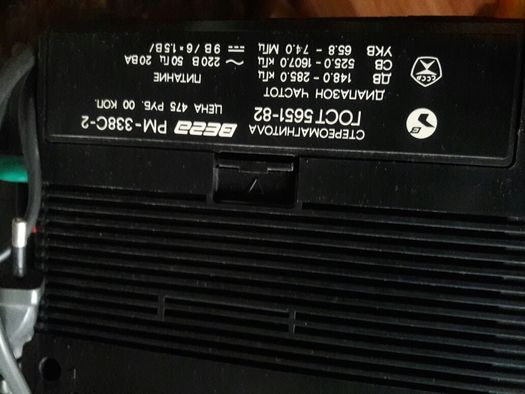 СТЕРЕОМАГНИТОЛА
ВЕГА РМ-338С-2
ГОСТ 5651-82
ЦЕНА 475 РУБ. 00 КОП.
ДИАПАЗОН ЧАСТОТ
ДВ 148.0 - 285.0 кГц
СВ 525.0 - 1607.0 кГц
УКВ 65.8 - 74.0 МГц
ПИТАНИЕ
~ 220 В 50 Гц 20ВА
⎓ 9 В / 6 × 1.5 В /
СССР